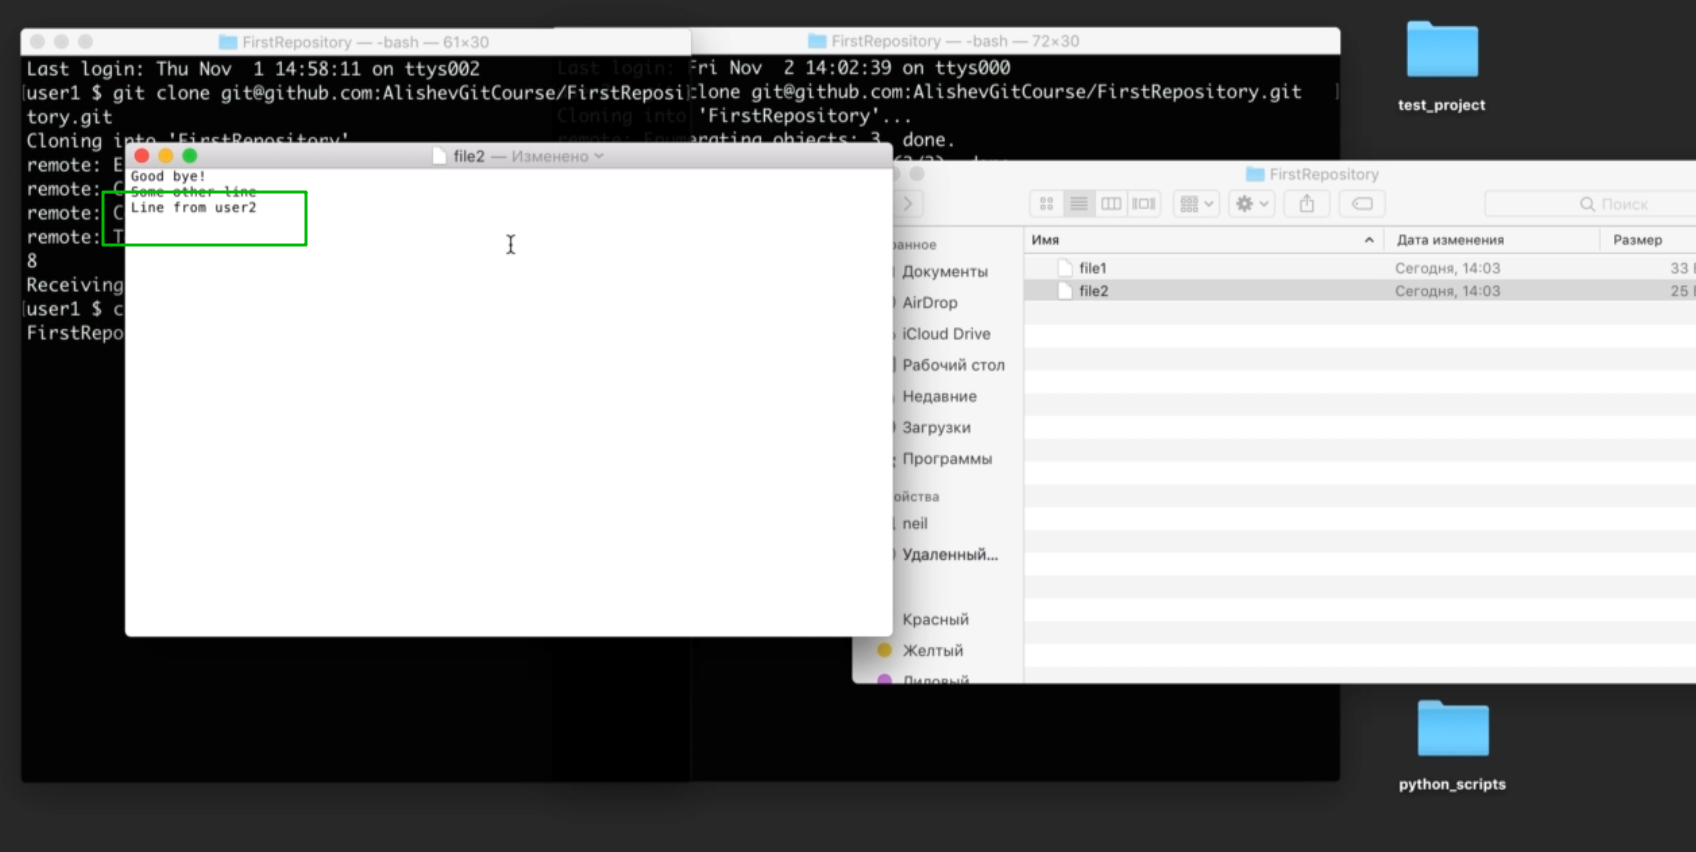 FirstRepository — -bash — 61×30
Last login: Thu Nov  1 14:58:11 on ttys002
user1 $ git clone git@github.com:AlishevGitCourse/FirstReposi
tory.git
Cloning into 'FirstRepository'
remote: E
remote: C
remote: C
remote: T
8
Receiving
user1 $ c
FirstRepo
FirstRepository — -bash — 72×30
Last login: Fri Nov  2 14:02:39 on ttys000
clone git@github.com:AlishevGitCourse/FirstRepository.git
Cloning into 'FirstRepository'...
remote: Enumerating objects: 3, done.
file2 — Изменено
Good bye!
Some other line
Line from user2
FirstRepository
Поиск
Имя
Дата изменения
Размер
file1
Сегодня, 14:03
33
file2
Сегодня, 14:03
25
ранное
Документы
AirDrop
iCloud Drive
Рабочий стол
Недавние
Загрузки
Программы
ойства
neil
Удаленный...
Красный
Желтый
Лиловый
test_project
python_scripts